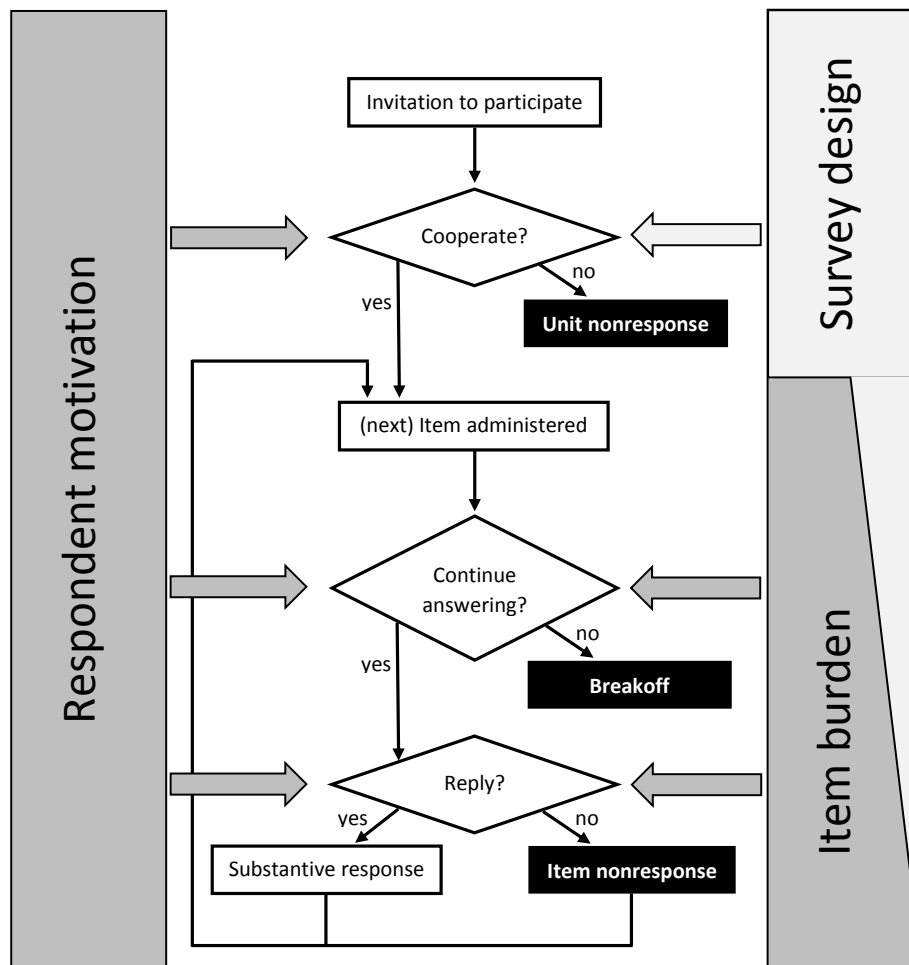 Respondent motivation
Survey design
Item burden
Invitation to participate
Cooperate?
no
yes
Unit nonresponse
(next) Item administered
Continue
answering?
no
yes
Breakoff
Reply?
yes
no
Substantive response
Item nonresponse